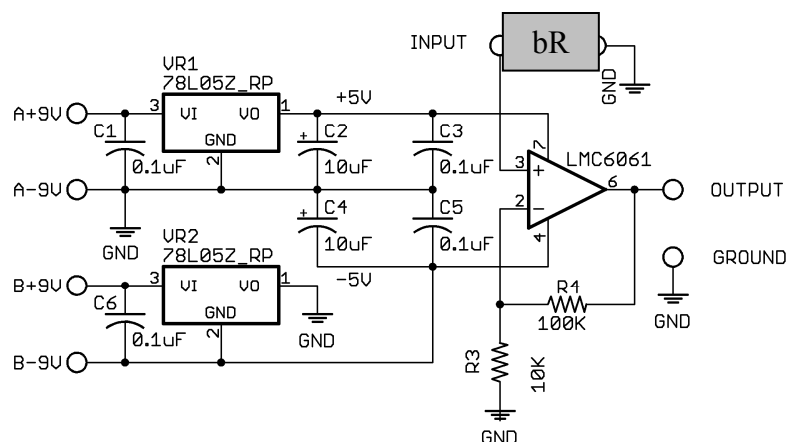 INPUT
bR
GND
VR1
78L05Z_RP
+5V
A+9V
3
VI
VO
1
GND
2
C1
0.1uF
C2
10uF
C3
0.1uF
7
LMC6061
3
+
6
2
−
4
OUTPUT
A-9V
GND
C4
10uF
C5
0.1uF
VR2
78L05Z_RP
-5V
GROUND
GND
B+9V
3
VI
VO
1
GND
2
C6
0.1uF
GND
R4
100K
B-9V
R3
10K
GND